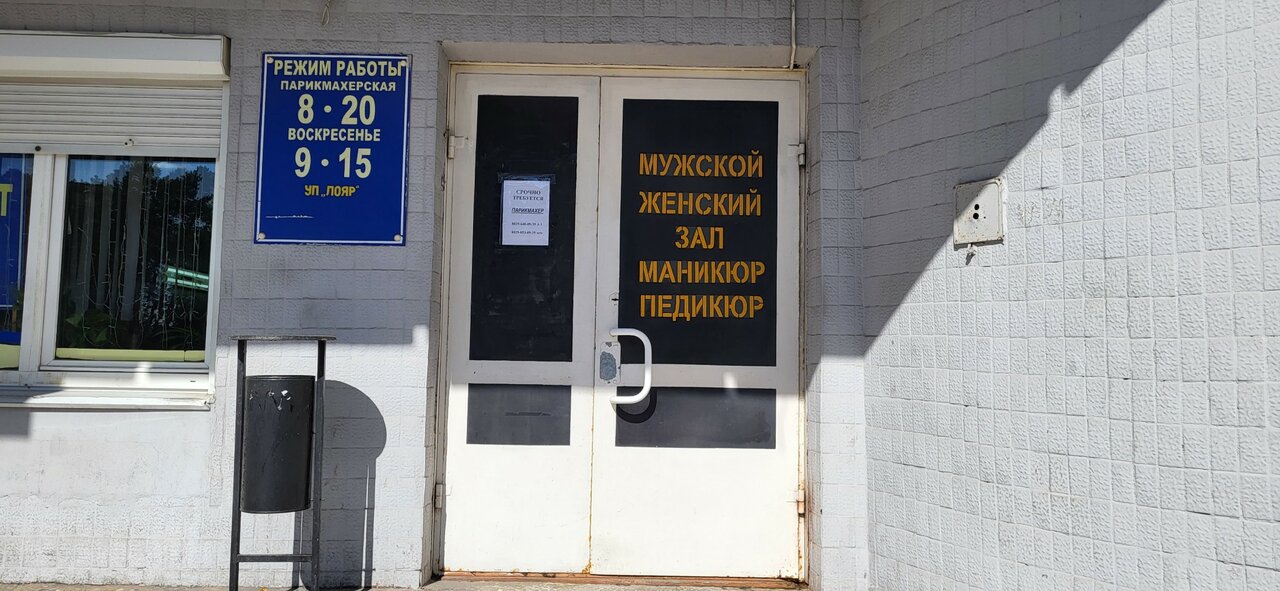 РЕЖИМ РАБОТЫ
ПАРИКМАХЕРСКАЯ
8 • 20
ВОСКРЕСЕНЬЕ
9 • 15
УП „ЛОЯР"
СРОЧНО
ТРЕБУЕТСЯ
ПАРИКМАХЕР
МУЖСКОЙ
ЖЕНСКИЙ
ЗАЛ
МАНИКЮР
ПЕДИКЮР